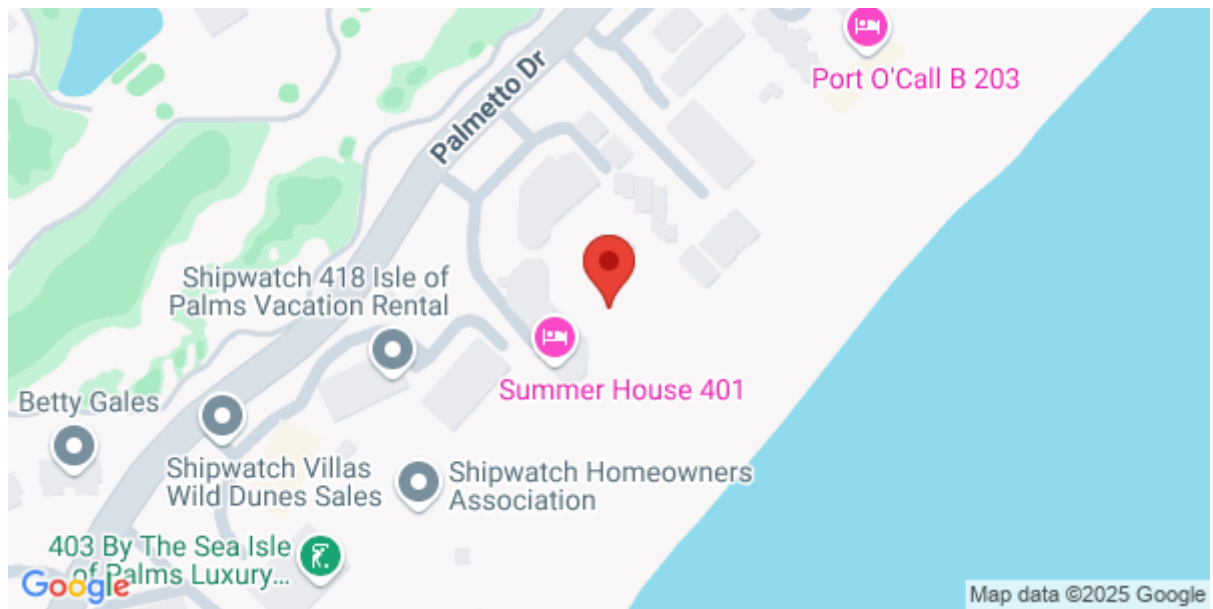 Port O'Call B 203
Palmetto Dr
Shipwatch 418 Isle of
Palms Vacation Rental
Summer House 401
Betty Gales
Shipwatch Villas
Wild Dunes Sales
Shipwatch Homeowners
Association
403 By The Sea Isle
of Palms Luxury...
Google
Map data ©2025 Google